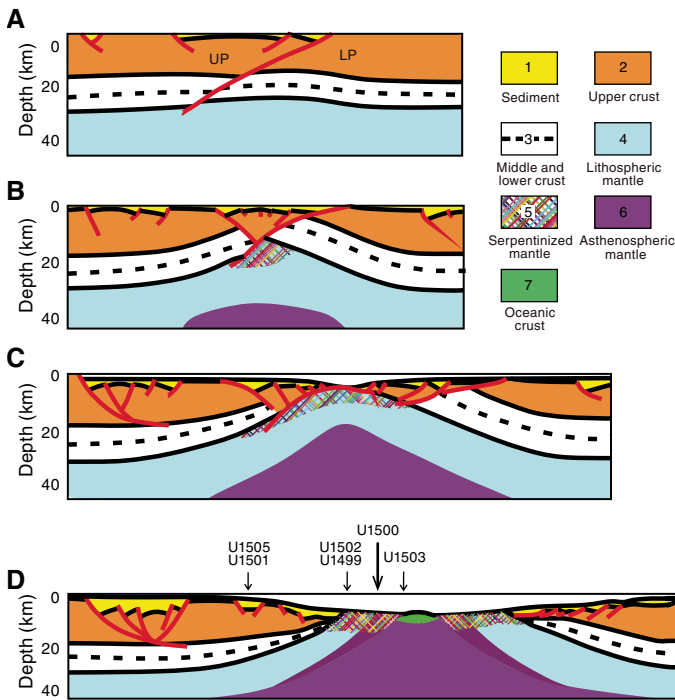 A
0
20
40
Depth (km)
UP
LP
1
Sediment
2
Upper crust
3
Middle and
lower crust
4
Lithospheric
mantle
5
Serpentinized
mantle
6
Asthenospheric
mantle
7
Oceanic
crust
B
0
20
40
Depth (km)
C
0
20
40
Depth (km)
U1500
U1505
U1501
U1502
U1499
U1503
D
0
20
40
Depth (km)